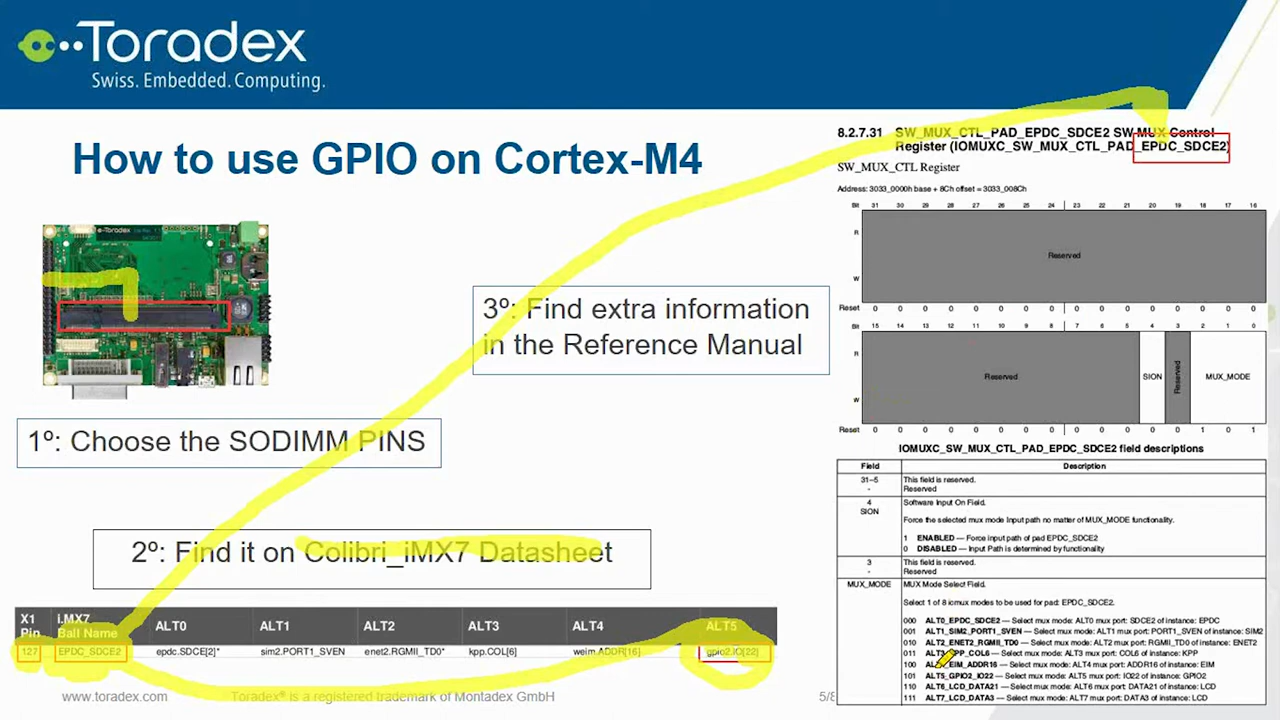 Toradex
Swiss. Embedded. Computing.
How to use GPIO on Cortex-M4
1º: Choose the SODIMM PINS
2º: Find it on Colibri_iMX7 Datasheet
3º: Find extra information
in the Reference Manual
X1 Pin i.MX7 Ball Name ALT0 ALT1 ALT2 ALT3 ALT4 ALT5
127 EPDC_SDCE2 epdc.SDCE[2]* sim2.PORT1_SVEN enet2.RGMII_TD0* kpp.COL[6] weim.ADDR[16] gpio2.IO[22]
www.toradex.com Toradex® is a registered trademark of Montadex GmbH 5/8
8.2.7.31 SW_MUX_CTL_PAD_EPDC_SDCE2 SW MUX Control
Register (IOMUXC_SW_MUX_CTL_PAD_EPDC_SDCE2)
SW_MUX_CTL Register
Address: 3033_0000h base + 8Ch offset = 3033_008Ch
Bit 31 30 29 28 27 26 25 24 23 22 21 20 19 18 17 16
R
Reserved
W
Reset 0 0 0 0 0 0 0 0 0 0 0 0 0 0 0 0
Bit 15 14 13 12 11 10 9 8 7 6 5 4 3 2 1 0
R
Reserved SION Reserved MUX_MODE
W
Reset 0 0 0 0 0 0 0 0 0 0 0 0 0 1 0 1
IOMUXC_SW_MUX_CTL_PAD_EPDC_SDCE2 field descriptions
Field Description
31–5 This field is reserved.
- Reserved
4 Software Input On Field.
SION
Force the selected mux mode Input path no matter of MUX_MODE functionality.
1 ENABLED — Force input path of pad EPDC_SDCE2
0 DISABLED — Input Path is determined by functionality
3 This field is reserved.
- Reserved
MUX_MODE MUX Mode Select Field.
Select 1 of 8 iomux modes to be used for pad: EPDC_SDCE2.
000 ALT0_EPDC_SDCE2 — Select mux mode: ALT0 mux port: SDCE2 of instance: EPDC
001 ALT1_SIM2_PORT1_SVEN — Select mux mode: ALT1 mux port: PORT1_SVEN of instance: SIM2
010 ALT2_ENET2_RGMII_TD0 — Select mux mode: ALT2 mux port: RGMII_TD0 of instance: ENET2
011 ALT3_KPP_COL6 — Select mux mode: ALT3 mux port: COL6 of instance: KPP
100 ALT4_EIM_ADDR16 — Select mux mode: ALT4 mux port: ADDR16 of instance: EIM
101 ALT5_GPIO2_IO22 — Select mux mode: ALT5 mux port: IO22 of instance: GPIO2
110 ALT6_LCD_DATA21 — Select mux mode: ALT6 mux port: DATA21 of instance: LCD
111 ALT7_LCD_DATA3 — Select mux mode: ALT7 mux port: DATA3 of instance: LCD